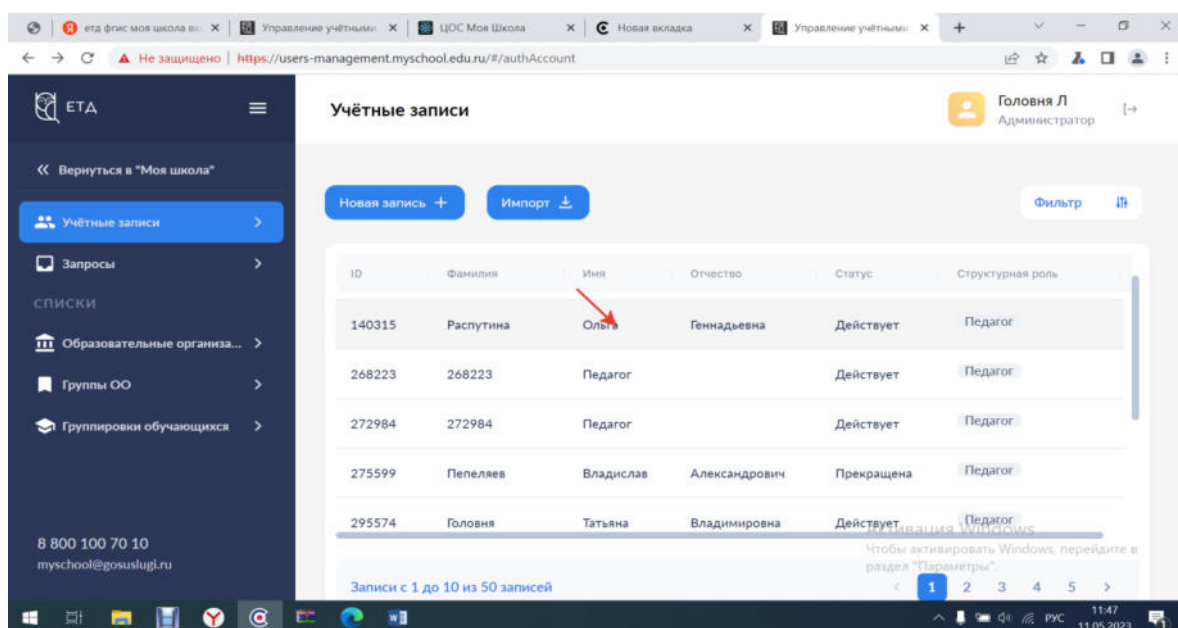 ета фгис моя школа вх
Управление учётными
ЦОС Моя Школа
Новая вкладка
Управление учётными
Не защищено | https://users-management.myschool.edu.ru/#/authAccount
ЕТД
Учётные записи
Головня Л
Администратор
Вернуться в "Моя школа"
Новая запись +
Импорт
Фильтр
Учётные записи
Запросы
СПИСКИ
Образовательные организа...
Группы ОО
Группировки обучающихся
8 800 100 70 10
myschool@gosuslugi.ru
ID Фамилия Имя Отчество Статус Структурная роль
140315 Распутина Ольга Геннадьевна Действует Педагог
268223 268223 Педагог Действует Педагог
272984 272984 Педагог Действует Педагог
275599 Пепеляев Владислав Александрович Прекращена Педагог
295574 Головня Татьяна Владимировна Действует Педагог
Активация Windows
Чтобы активировать Windows, перейдите в
раздел "Параметры".
Записи с 1 до 10 из 50 записей
1 2 3 4 5
РУС
11:47
11.05.2023